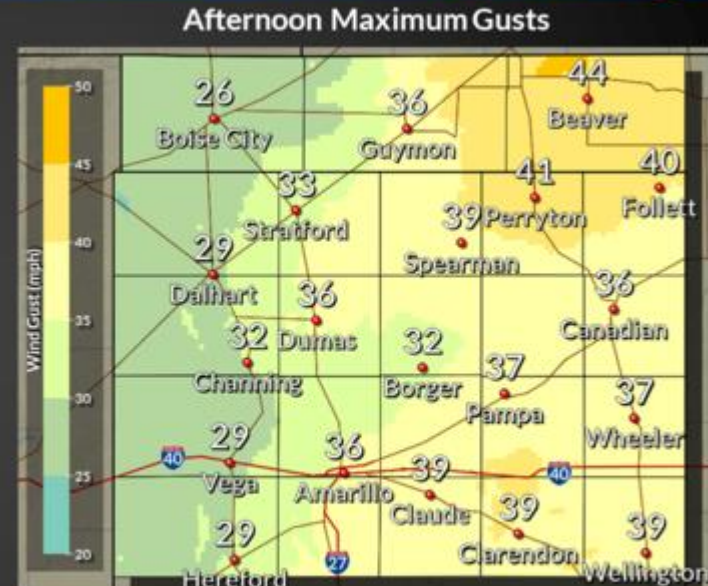 Afternoon Maximum Gusts
50
45
40
35
30
25
20
Wind Gust (mph)
26
Boise City
36
Guymon
44
Beaver
33
Stratford
41
Perryton
40
Follett
39
Spearman
29
Dalhart
36
Dumas
36
Canadian
32
Channing
32
Borger
37
Pampa
37
Wheeler
40
29
Vega
36
Amarillo
39
Claude
40
39
Clarendon
29
Hereford
27
39
Wellington